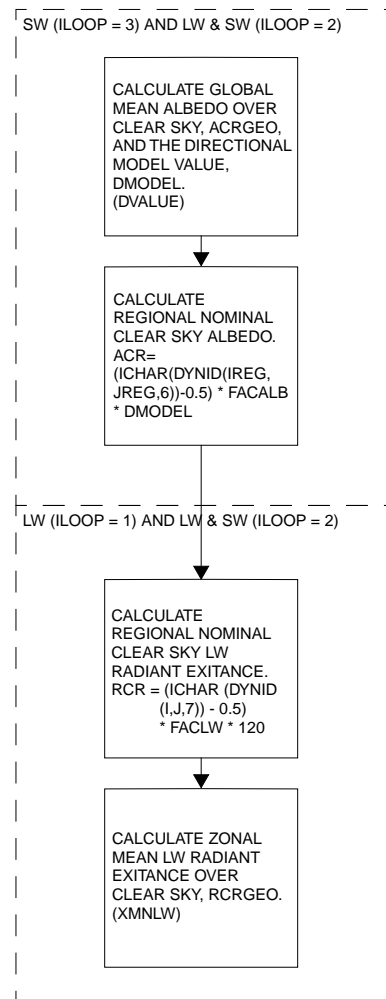 SW (ILOOP = 3) AND LW & SW (ILOOP = 2)
CALCULATE GLOBAL
MEAN ALBEDO OVER
CLEAR SKY, ACRGEO,
AND THE DIRECTIONAL
MODEL VALUE,
DMODEL.
(DVALUE)
CALCULATE
REGIONAL NOMINAL
CLEAR SKY ALBEDO.
ACR=
(ICHAR(DYNID(IREG,
JREG,6))-0.5) * FACALB
* DMODEL
LW (ILOOP = 1) AND LW & SW (ILOOP = 2)
CALCULATE
REGIONAL NOMINAL
CLEAR SKY LW
RADIANT EXITANCE.
RCR = (ICHAR (DYNID
(I,J,7)) - 0.5)
* FACLW * 120
CALCULATE ZONAL
MEAN LW RADIANT
EXITANCE OVER
CLEAR SKY, RCRGEO.
(XMNLW)